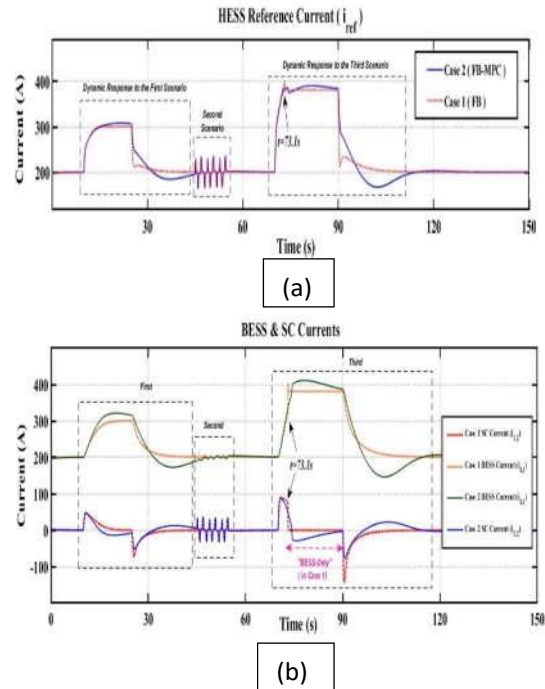 HESS Reference Current ( i_ref )
Dynamic Response to the First Scenario
Dynamic Response to the Third Scenario
Case 2 ( FB-MPC)
Case 1 ( FB)
Second
Scenario
t=73.1s
Current (A)
400
300
200
30
60
90
120
150
Time (s)
(a)
BESS & SC Currents
First
Second
Third
400
300
200
100
0
-100
Current (A)
t=73.1s
Case 1 SC Current
Case 1 BESS Current
Case 2 BESS Current
Case 2 SC Current
"BESS-Only"
( in Case 1)
0
30
60
90
120
150
Time (s)
(b)